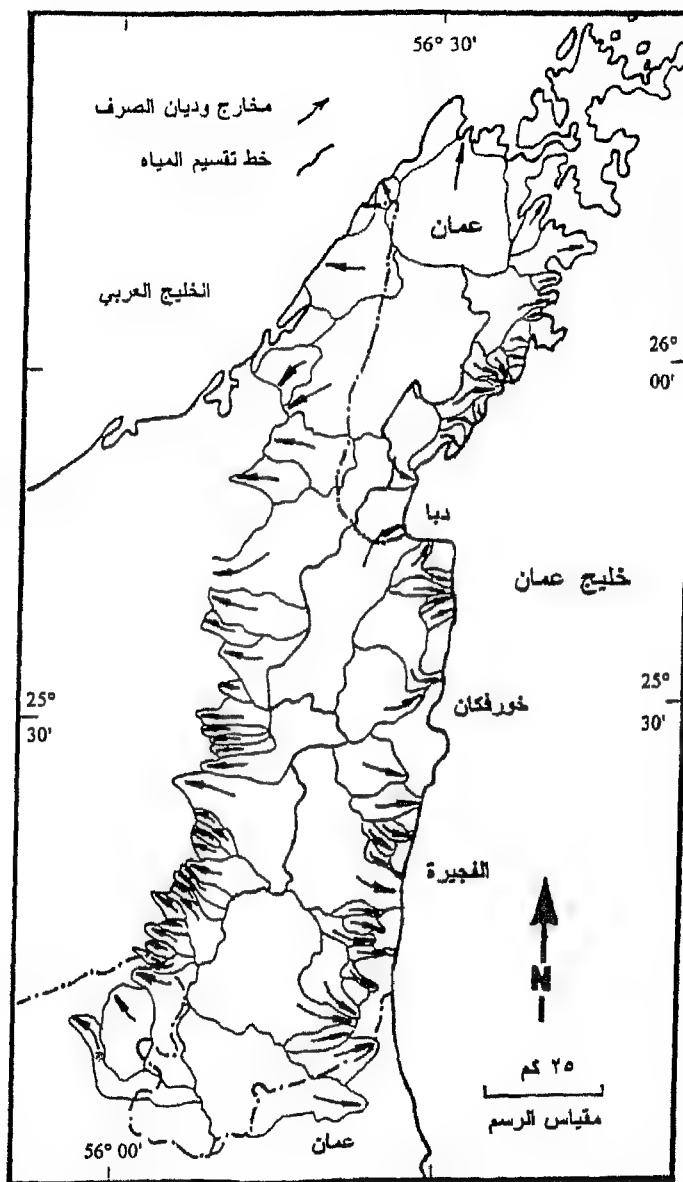 56° 30'
مخارج وديان الصرف
خط تقسيم المياه
عمان
الخليج العربي
26°
00'
دبا
خليج عمان
25°
30'
25°
30'
خورفكان
الفجيرة
N
٢٥ كم
مقياس الرسم
عمان
56° 00'